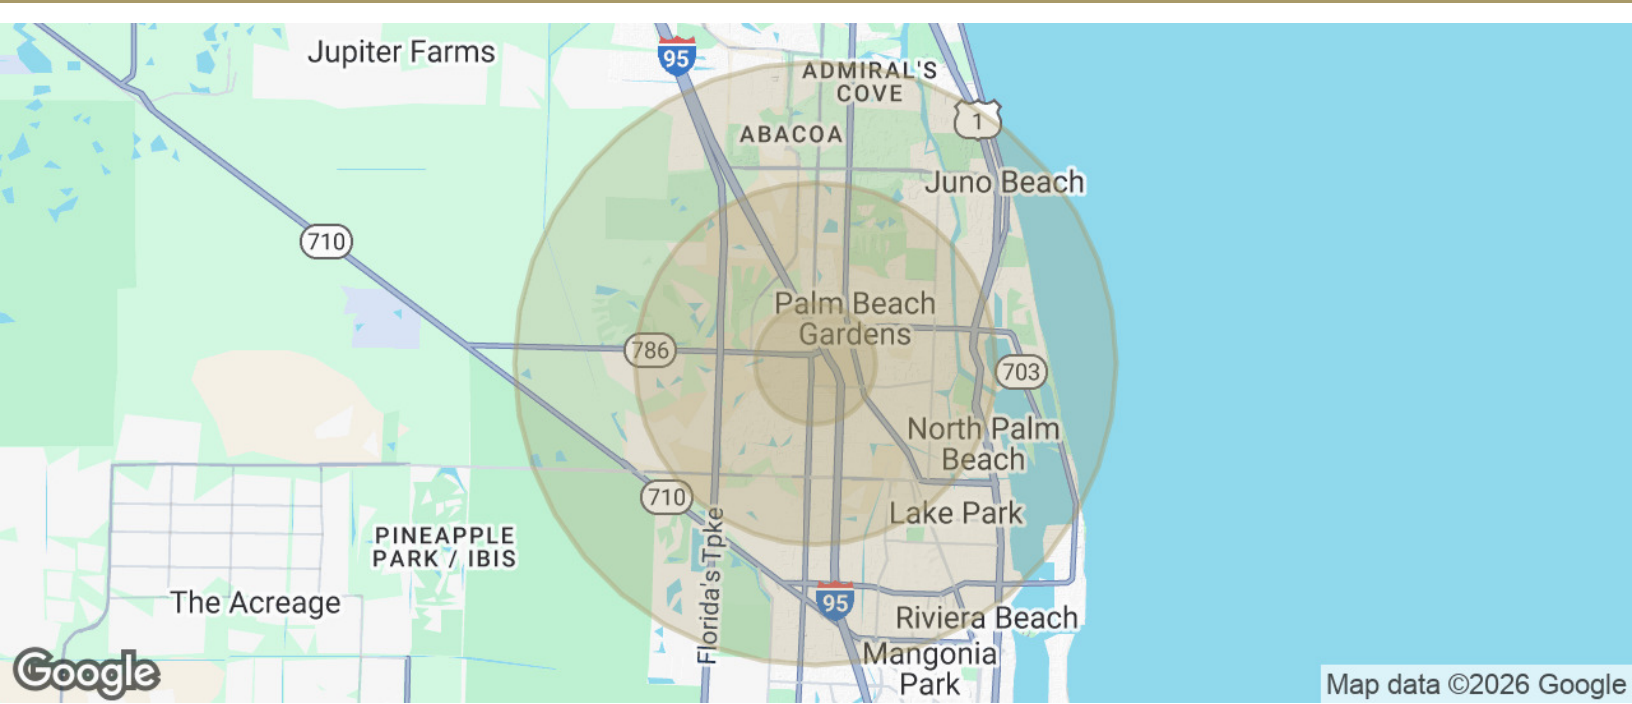 Jupiter Farms
95
ADMIRAL'S
COVE
1
ABACOA
Juno Beach
710
Palm Beach
Gardens
786
703
North Palm
Beach
710
Lake Park
PINEAPPLE
PARK / IBIS
Florida's Tpke
The Acreage
95
Riviera Beach
Mangonia
Park
Google
Map data ©2026 Google